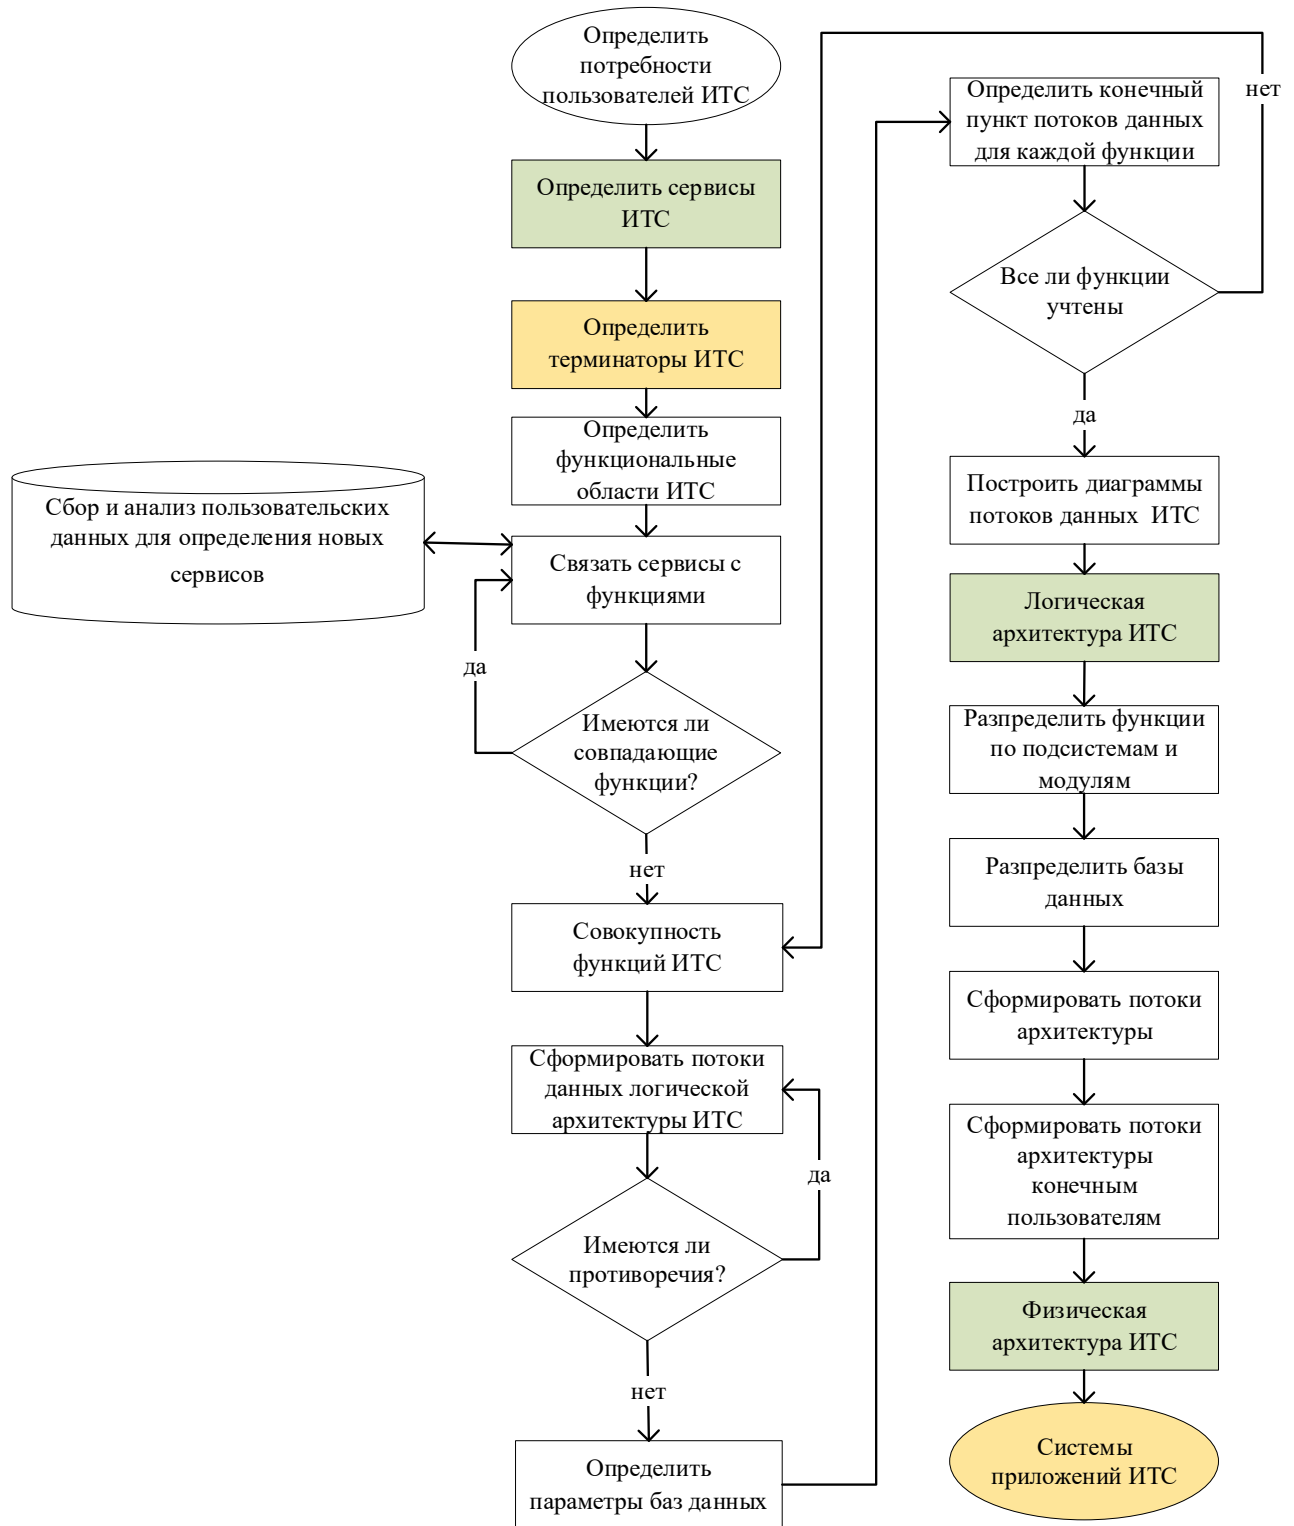 Определить
потребности
пользователей ИТС
Определить сервисы
ИТС
Определить
терминаторы ИТС
Определить
функциональные
области ИТС
Сбор и анализ пользовательских
данных для определения новых
сервисов
Связать сервисы с
функциями
да
Имеются ли
совпадающие
функции?
нет
Совокупность
функций ИТС
Сформировать потоки
данных логической
архитектуры ИТС
да
Имеются ли
противоречия?
нет
Определить
параметры баз данных
Определить конечный
пункт потоков данных
для каждой функции
нет
Все ли функции
учтены
да
Построить диаграммы
потоков данных ИТС
Логическая
архитектура ИТС
Разпределить функции
по подсистемам и
модулям
Разпределить базы
данных
Сформировать потоки
архитектуры
Сформировать потоки
архитектуры
конечным
пользователям
Физическая
архитектура ИТС
Системы
приложений ИТС